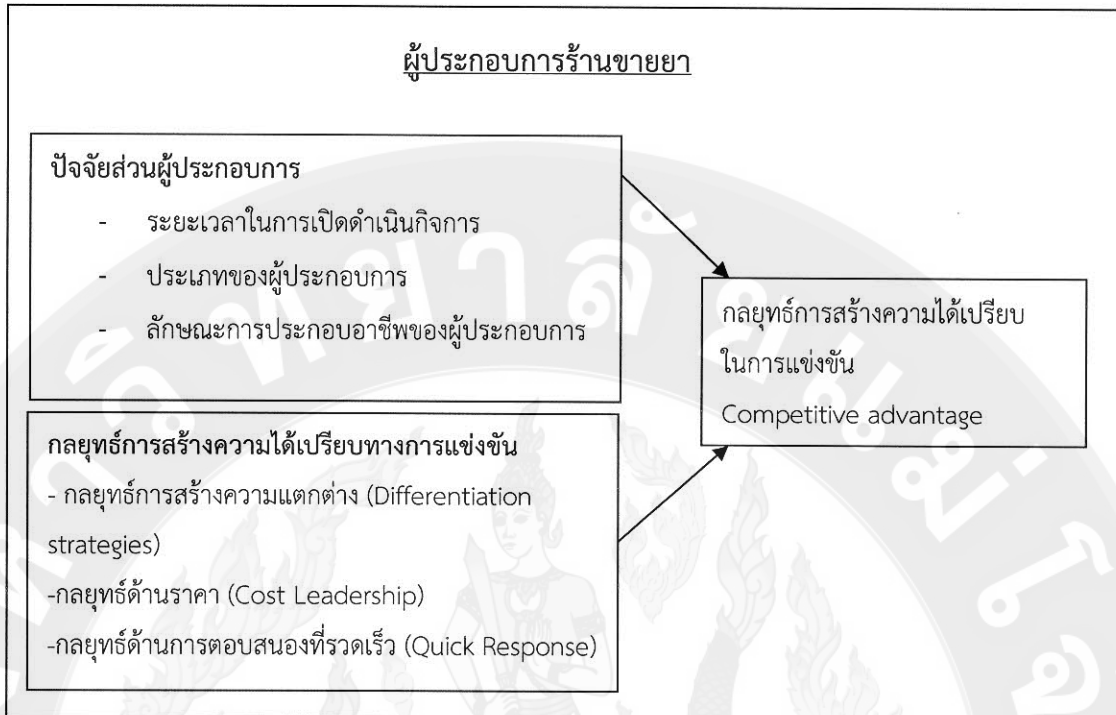 ผู้ประกอบการร้านขายยา
ปัจจัยส่วนผู้ประกอบการ
- ระยะเวลาในการเปิดดำเนินกิจการ
- ประเภทของผู้ประกอบการ
- ลักษณะการประกอบอาชีพของผู้ประกอบการ
กลยุทธ์การสร้างความได้เปรียบ
ในการแข่งขัน
Competitive advantage
กลยุทธ์การสร้างความได้เปรียบทางการแข่งขัน
- กลยุทธ์การสร้างความแตกต่าง (Differentiation
strategies)
-กลยุทธ์ด้านราคา (Cost Leadership)
-กลยุทธ์ด้านการตอบสนองที่รวดเร็ว (Quick Response)